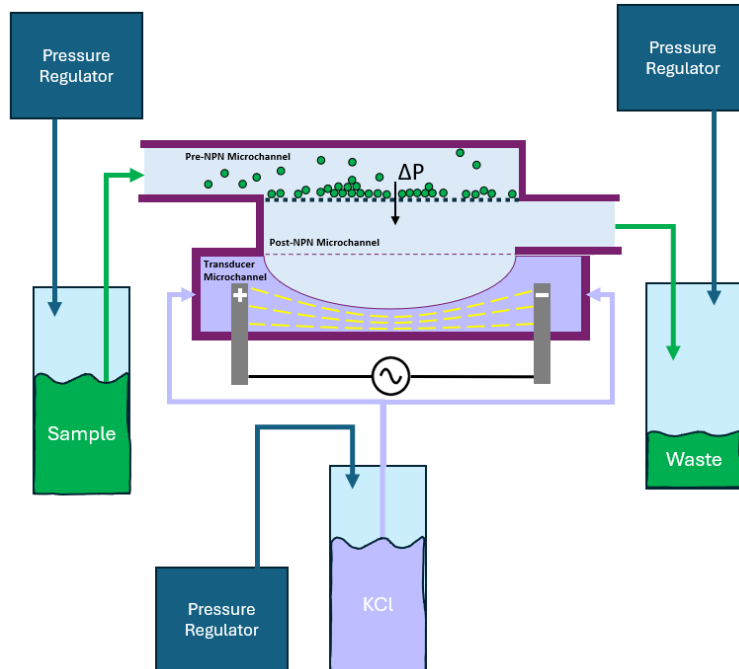 Pressure
Regulator
Pressure
Regulator
Pre-NPN Microchannel
ΔP
Post-NPN Microchannel
Transducer
Microchannel
+
−
Sample
Waste
KCl
Pressure
Regulator